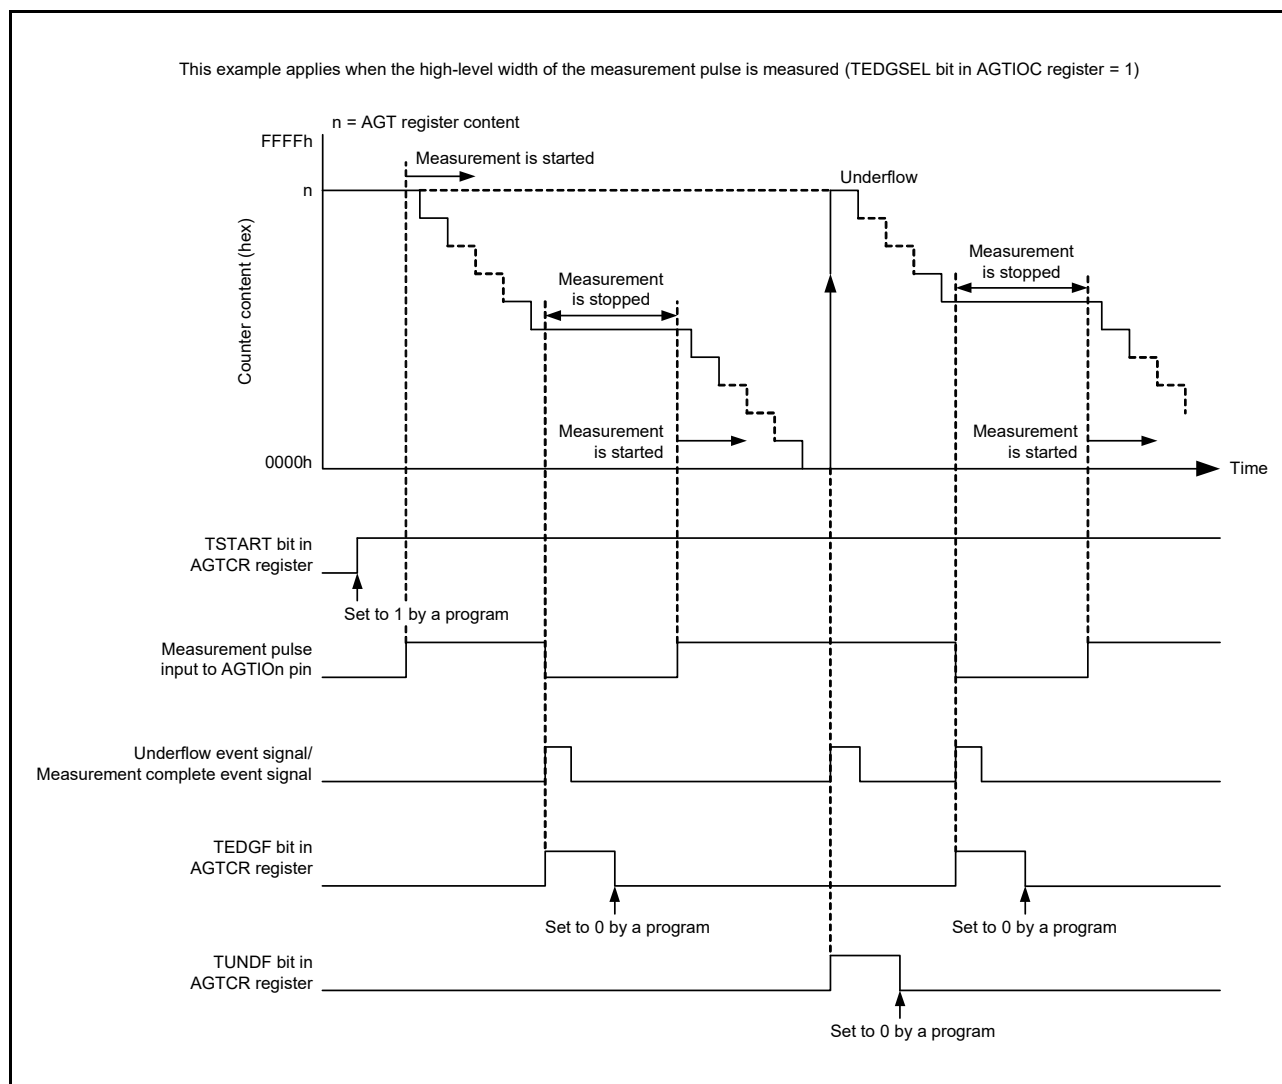 This example applies when the high-level width of the measurement pulse is measured (TEDGSEL bit in AGTIOC register = 1)
n = AGT register content
FFFFh
Measurement is started
n
Underflow
Counter content (hex)
Measurement
is stopped
Measurement
is stopped
Measurement
is started
Measurement
is started
0000h
Time
TSTART bit in
AGTCR register
Set to 1 by a program
Measurement pulse
input to AGTIOn pin
Underflow event signal/
Measurement complete event signal
TEDGF bit in
AGTCR register
Set to 0 by a program
Set to 0 by a program
TUNDF bit in
AGTCR register
Set to 0 by a program